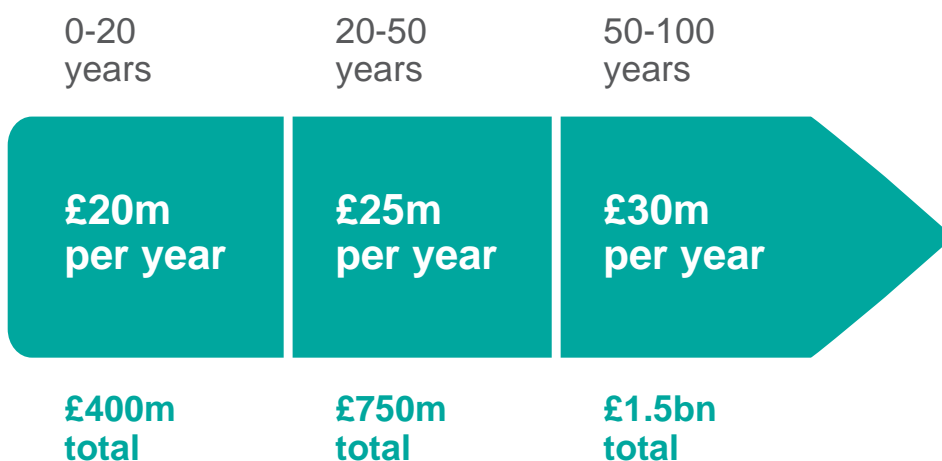 0-20
years
20-50
years
50-100
years
£20m
per year
£25m
per year
£30m
per year
£400m
total
£750m
total
£1.5bn
total